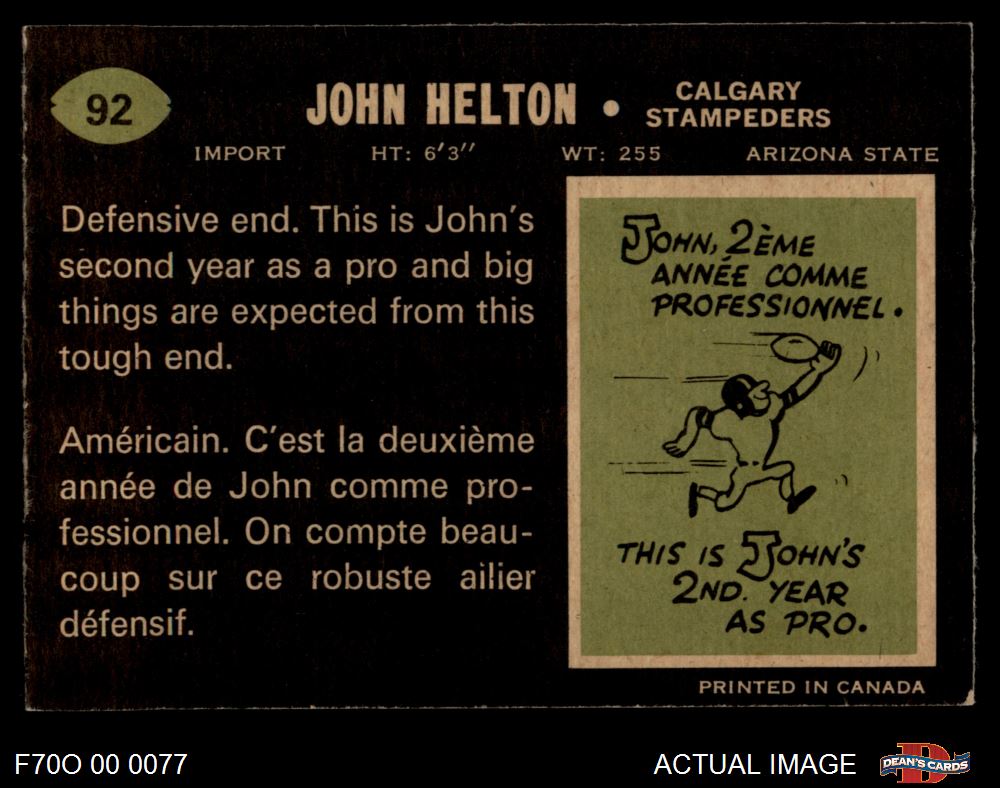 92
JOHN HELTON • CALGARY STAMPEDERS
IMPORT HT: 6'3'' WT: 255 ARIZONA STATE
Defensive end. This is John's
second year as a pro and big
things are expected from this
tough end.
Américain. C'est la deuxième
année de John comme pro-
fessionnel. On compte beau-
coup sur ce robuste ailier
défensif.
JOHN, 2ÈME
ANNÉE COMME
PROFESSIONNEL.
THIS IS JOHN'S
2ND. YEAR
AS PRO.
PRINTED IN CANADA
F70O 00 0077
ACTUAL IMAGE
DEAN'S CARDS